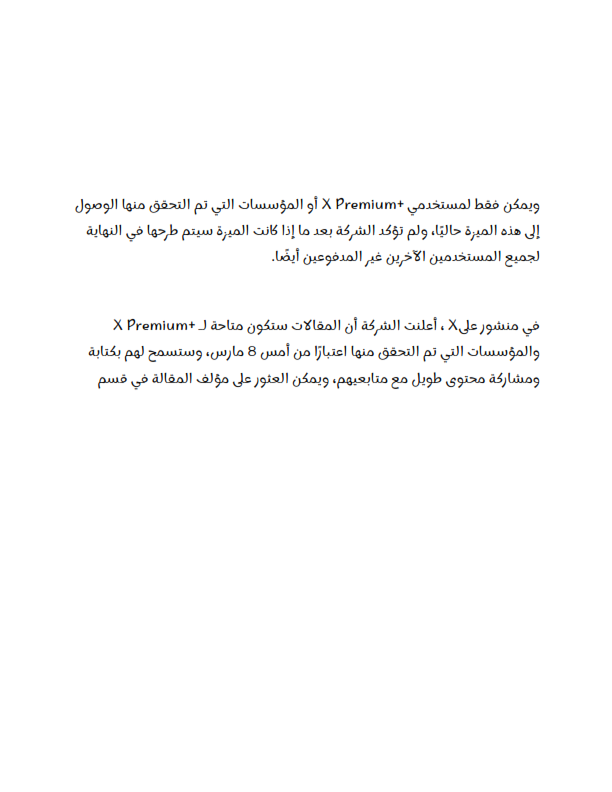 ويمكن فقط لمستخدمي X Premium+ أو المؤسسات التي تم التحقق منها الوصول
إلى هذه الميزة حاليًا، ولم تؤكد الشركة بعد ما إذا كانت الميزة سيتم طرحها في النهاية
لجميع المستخدمين الآخرين غير المدفوعين أيضًا.
في منشور علىX ، أعلنت الشركة أن المقالات ستكون متاحة لـ X Premium+
والمؤسسات التي تم التحقق منها اعتبارًا من أمس 8 مارس، وستسمح لهم بكتابة
ومشاركة محتوى طويل مع متابعيهم، ويمكن العثور على مؤلف المقالة في قسم